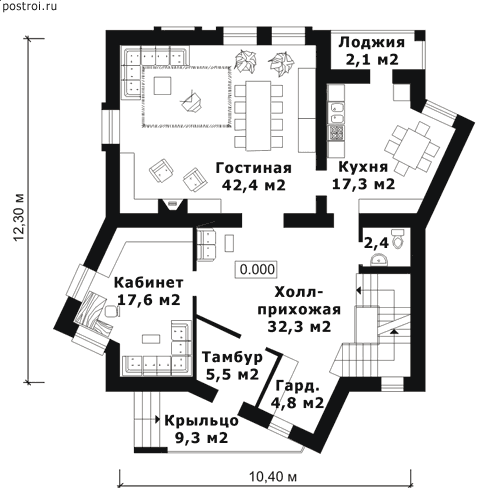 postroi.ru
Лоджия
2,1 м2
Гостиная
42,4 м2
Кухня
17,3 м2
12,30 м
2,4
0.000
Кабинет
17,6 м2
Холл-
прихожая
32,3 м2
Тамбур
5,5 м2
Гард.
4,8 м2
Крыльцо
9,3 м2
10,40 м